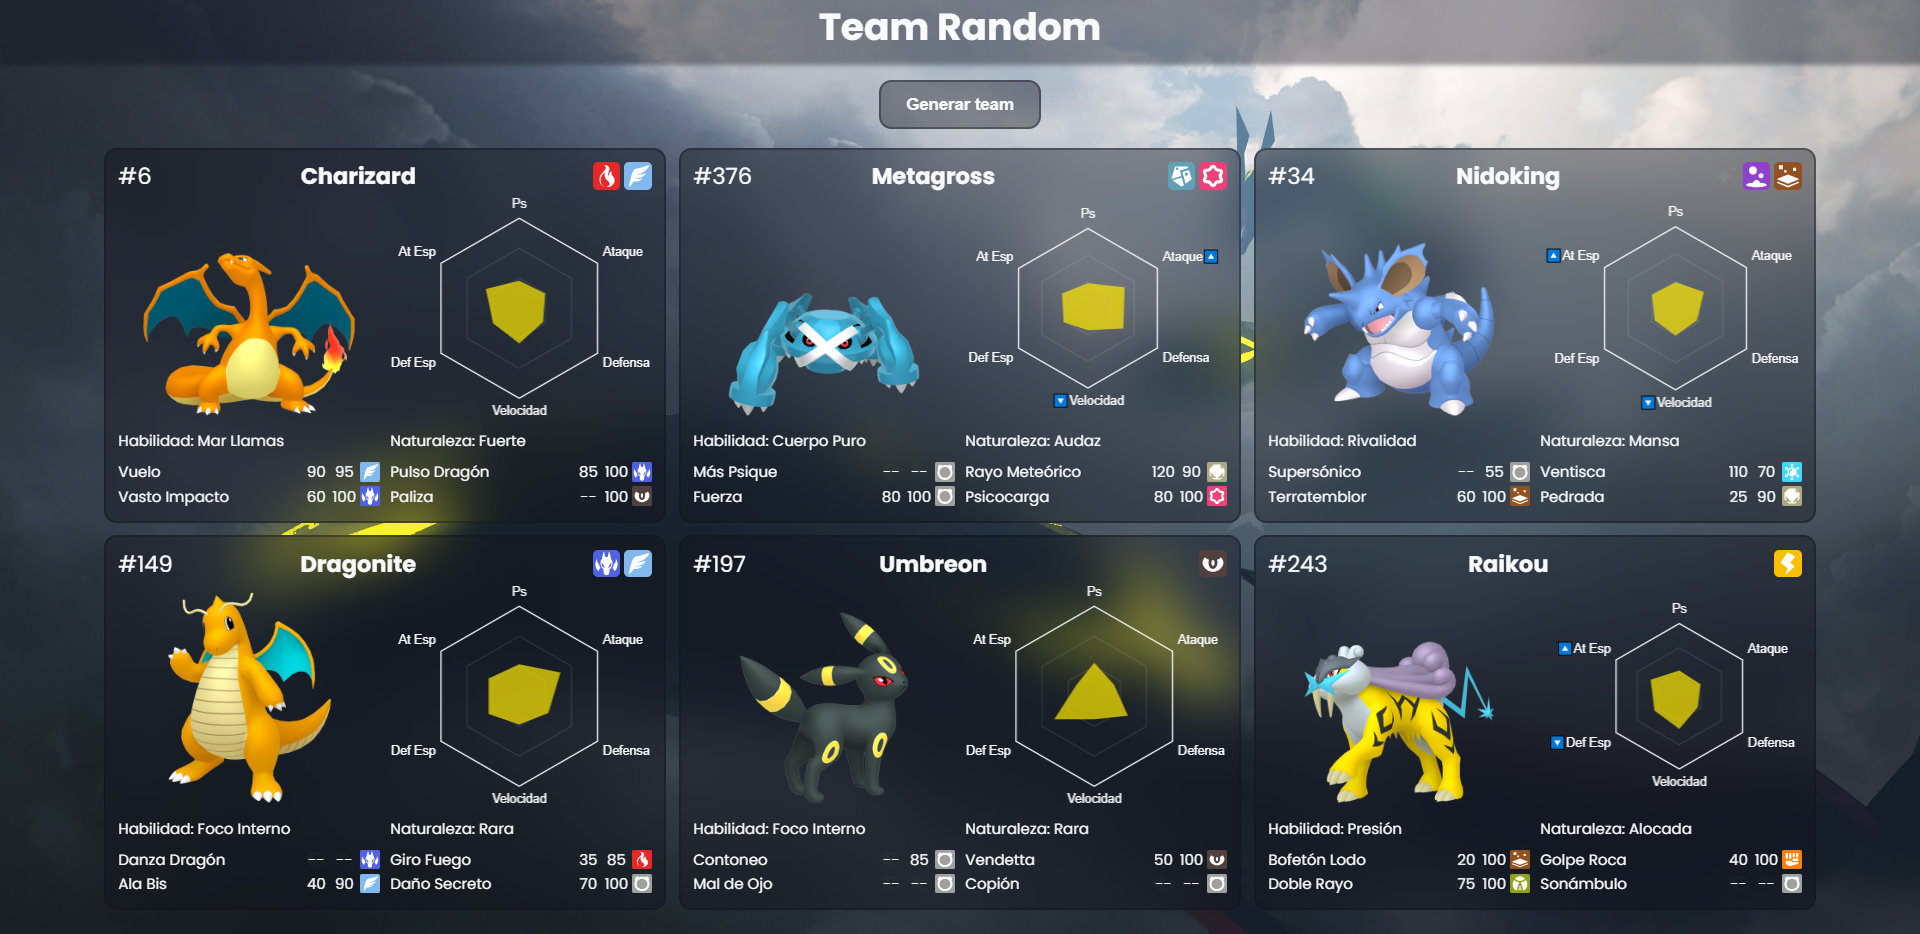 Team Random
Generar team
#6 Charizard
Ps
At Esp Ataque
Def Esp Defensa
Velocidad
Habilidad: Mar Llamas Naturaleza: Fuerte
Vuelo 90 95 Pulso Dragón 85 100
Vasto Impacto 60 100 Paliza -- 100
#376 Metagross
Ps
At Esp Ataque
Def Esp Defensa
Velocidad
Habilidad: Cuerpo Puro Naturaleza: Audaz
Más Psique -- -- Rayo Meteórico 120 90
Fuerza 80 100 Psicocarga 80 100
#34 Nidoking
Ps
At Esp Ataque
Def Esp Defensa
Velocidad
Habilidad: Rivalidad Naturaleza: Mansa
Supersónico -- 55 Ventisca 110 70
Terratemblor 60 100 Pedrada 25 90
#149 Dragonite
Ps
At Esp Ataque
Def Esp Defensa
Velocidad
Habilidad: Foco Interno Naturaleza: Rara
Danza Dragón -- -- Giro Fuego 35 85
Ala Bis 40 90 Daño Secreto 70 100
#197 Umbreon
Ps
At Esp Ataque
Def Esp Defensa
Velocidad
Habilidad: Foco Interno Naturaleza: Rara
Contoneo -- 85 Vendetta 50 100
Mal de Ojo -- -- Copión -- --
#243 Raikou
Ps
At Esp Ataque
Def Esp Defensa
Velocidad
Habilidad: Presión Naturaleza: Alocada
Bofetón Lodo 20 100 Golpe Roca 40 100
Doble Rayo 75 100 Sonámbulo -- --